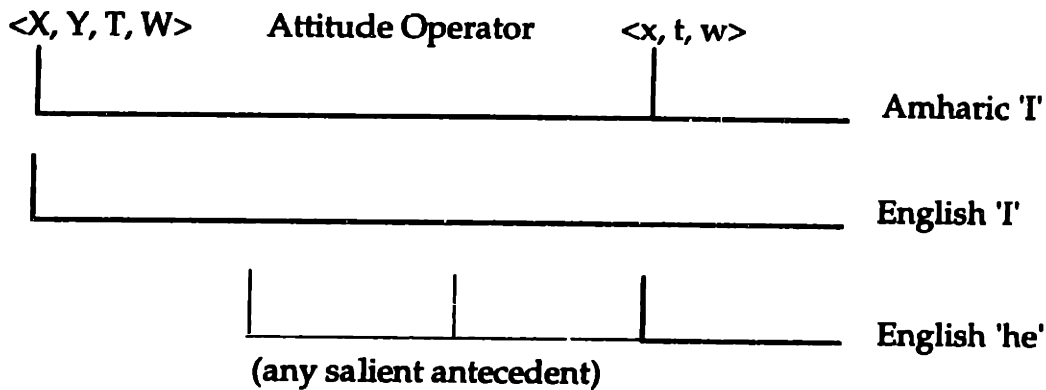 <X, Y, T, W> Attitude Operator <x, t, w>
Amharic 'I'
English 'I'
English 'he'
(any salient antecedent)